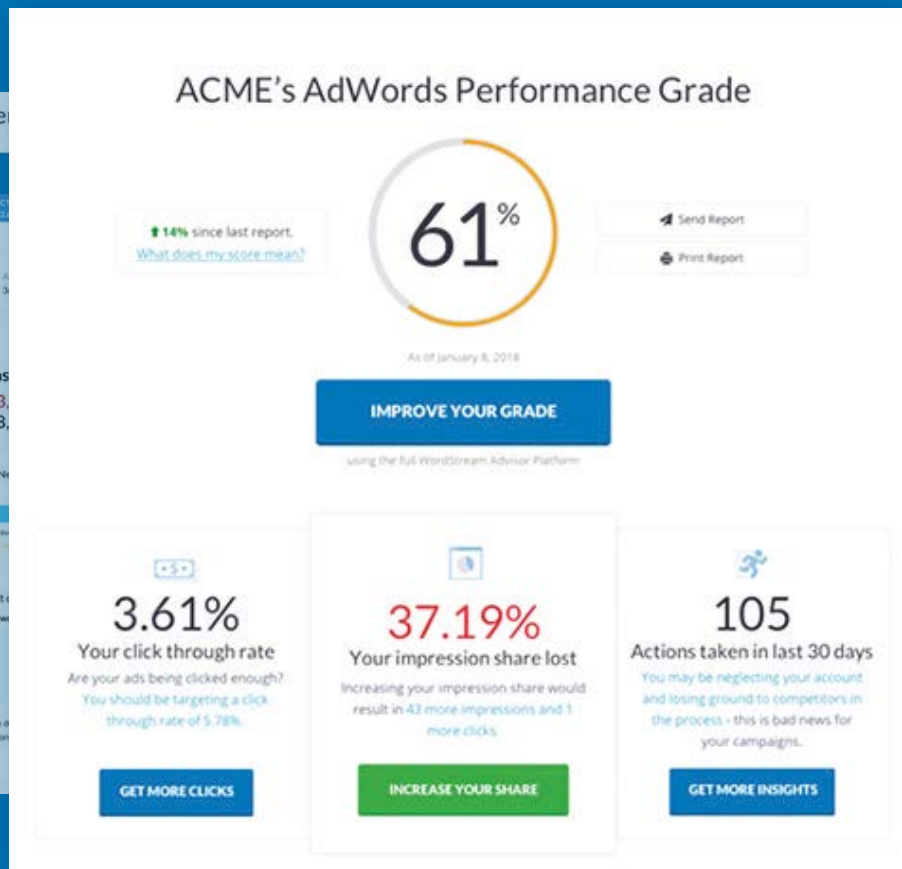 ACME's AdWords Performance Grade
⬆ 14% since last report.
What does my score mean?
61%
Send Report
Print Report
As of January 8, 2018
IMPROVE YOUR GRADE
using the full WordStream Advisor Platform
3.61%
Your click through rate
Are your ads being clicked enough?
You should be targeting a click
through rate of 5.78%.
GET MORE CLICKS
37.19%
Your impression share lost
Increasing your impression share would
result in 43 more impressions and 1
more clicks.
INCREASE YOUR SHARE
105
Actions taken in last 30 days
You may be neglecting your account
and losing ground to competitors in
the process - this is bad news for
your campaigns.
GET MORE INSIGHTS